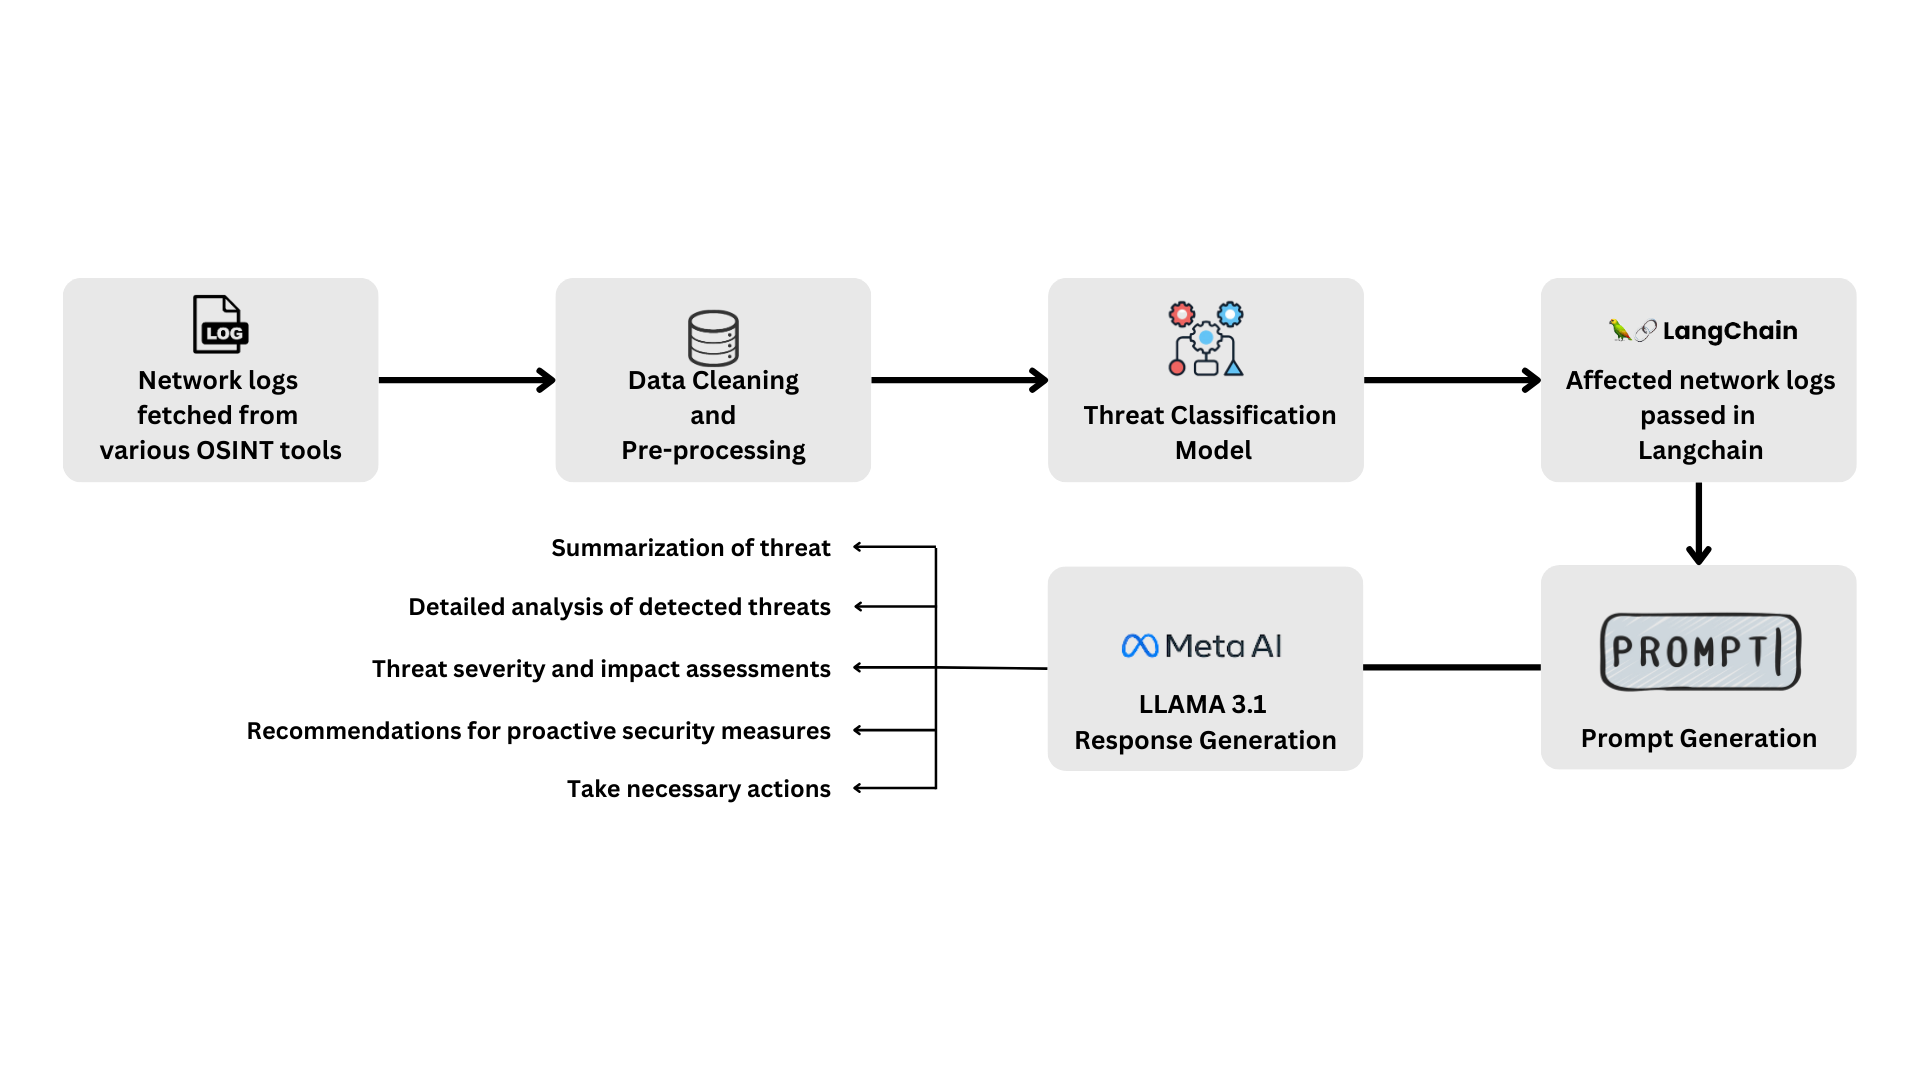 LOG
Network logs
fetched from
various OSINT tools
Data Cleaning
and
Pre-processing
Threat Classification
Model
LangChain
Affected network logs
passed in
Langchain
PROMPT
Prompt Generation
Meta AI
LLAMA 3.1
Response Generation
Summarization of threat
Detailed analysis of detected threats
Threat severity and impact assessments
Recommendations for proactive security measures
Take necessary actions